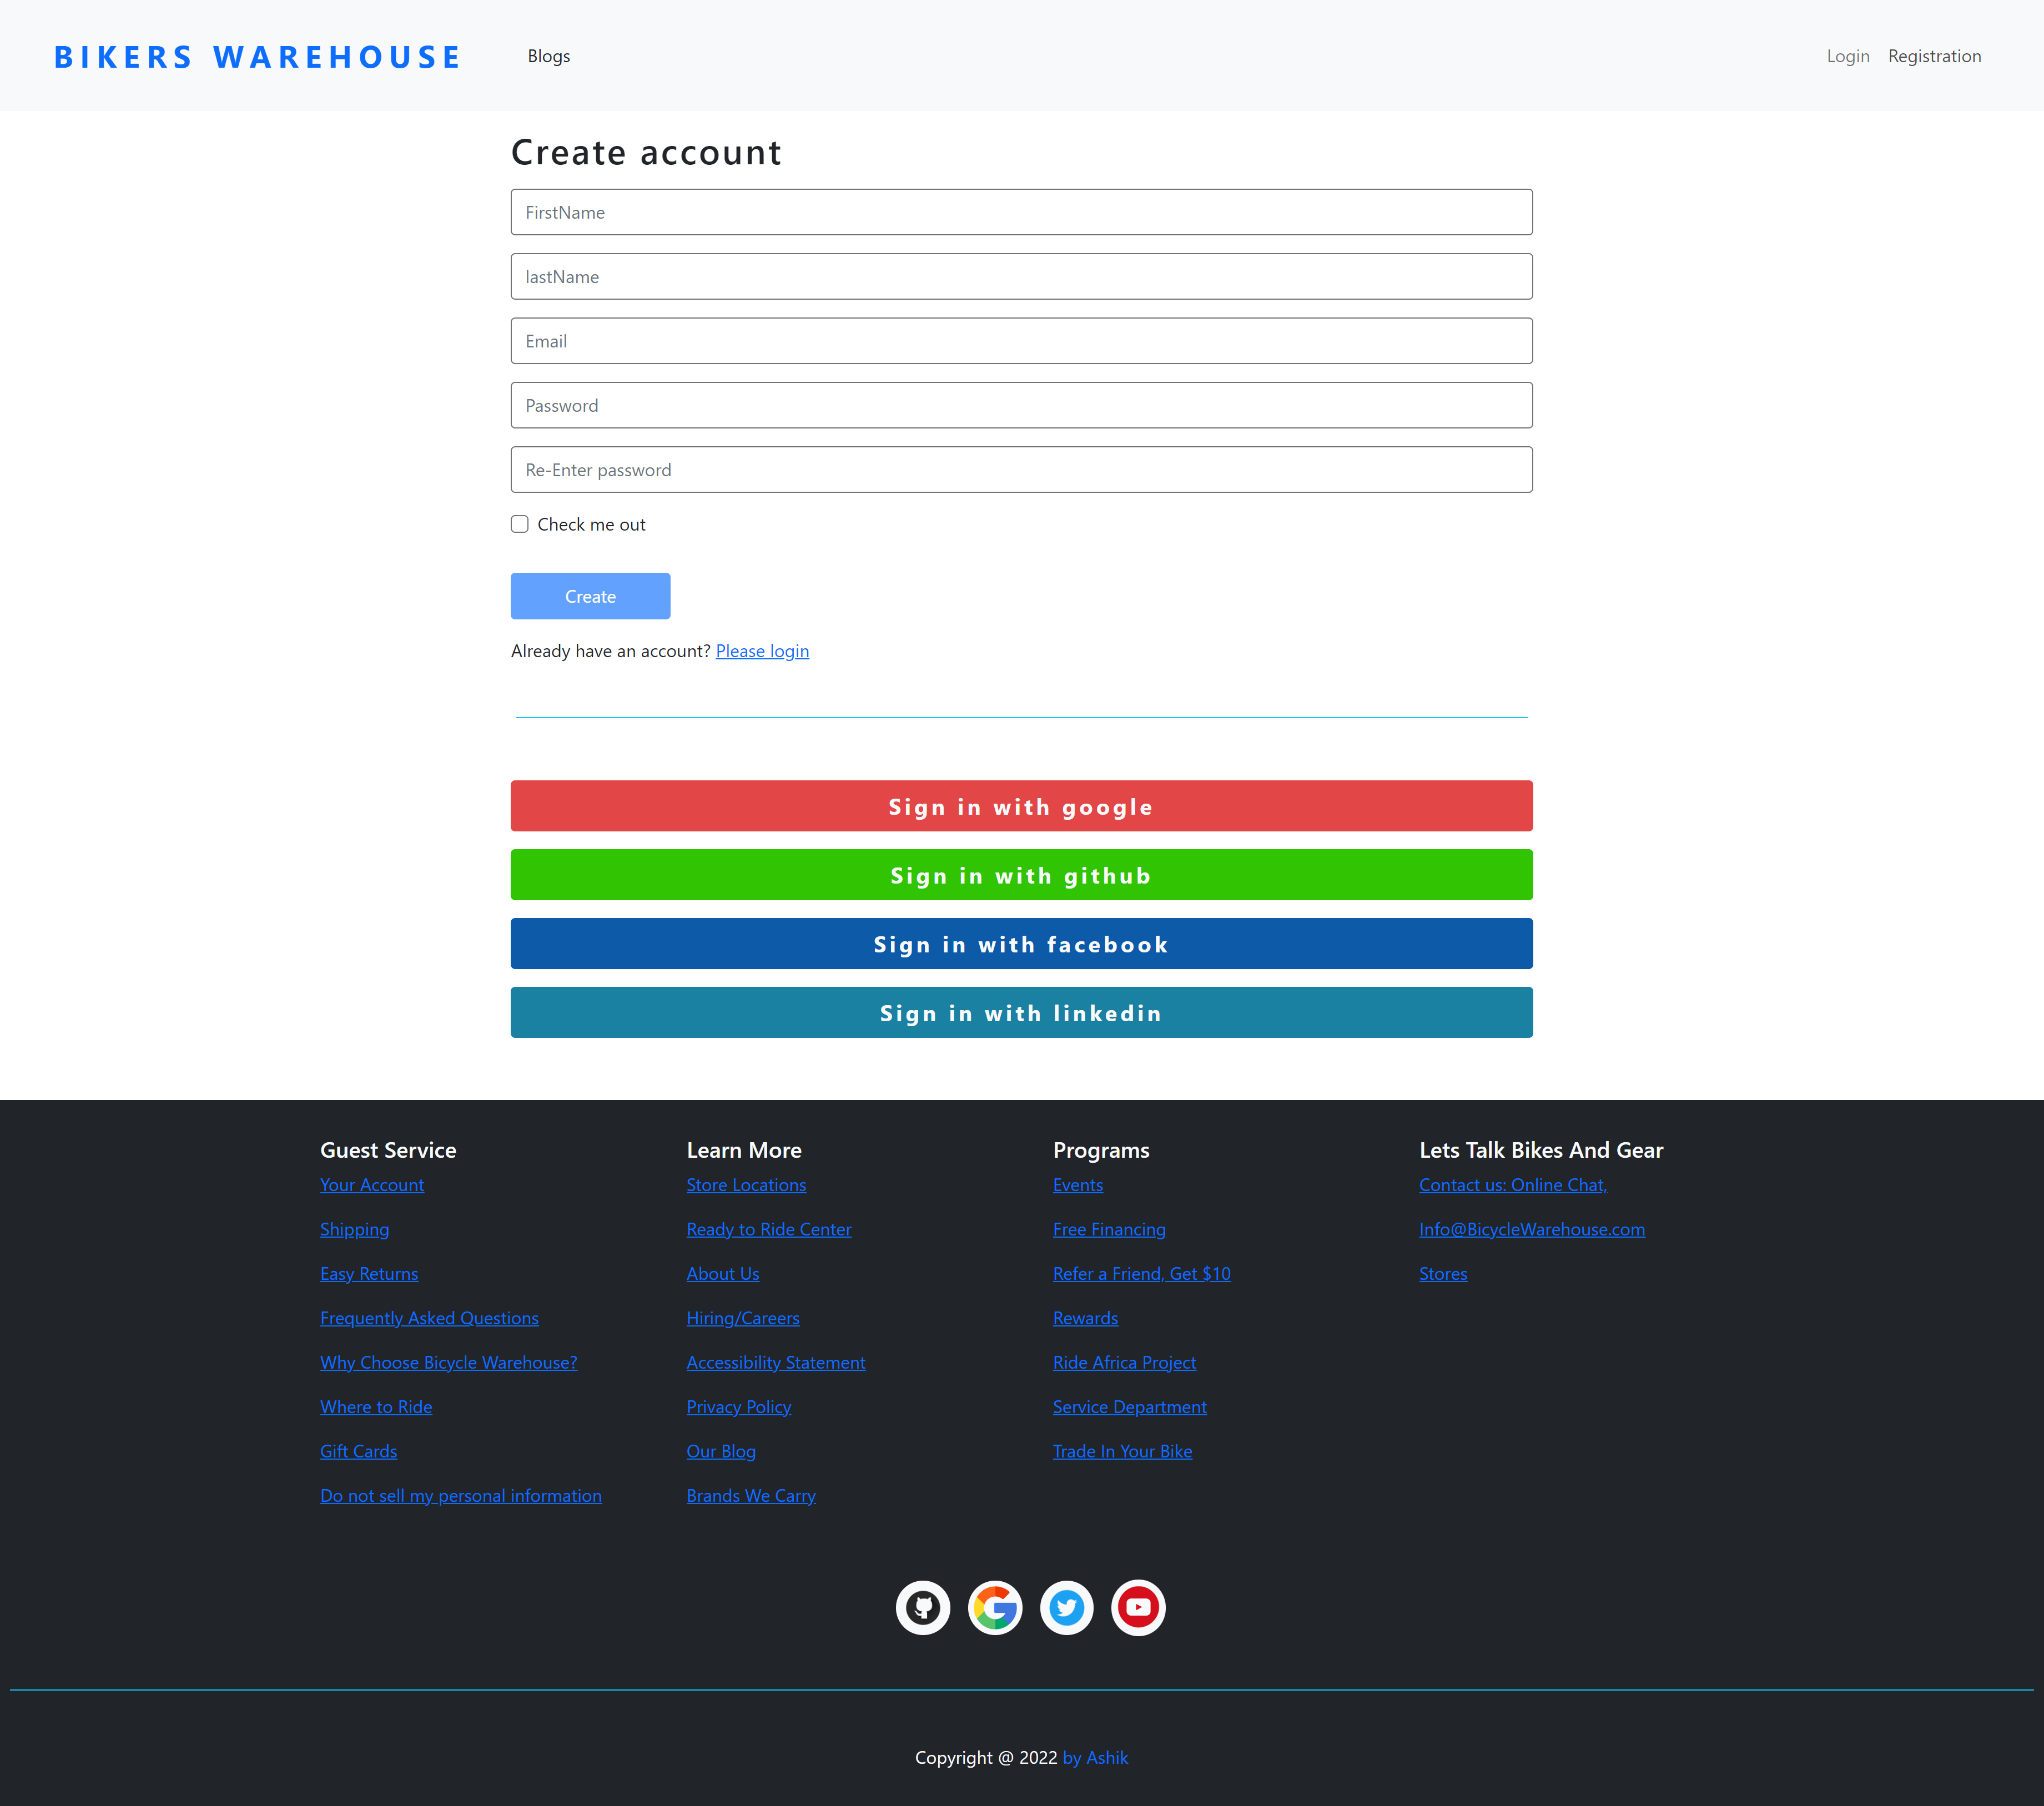 BIKERS WAREHOUSE
Blogs
Login
Registration
Create account
FirstName
lastName
Email
Password
Re-Enter password
Check me out
Create
Already have an account? Please login
Sign in with google
Sign in with github
Sign in with facebook
Sign in with linkedin
Guest Service
Your Account
Shipping
Easy Returns
Frequently Asked Questions
Why Choose Bicycle Warehouse?
Where to Ride
Gift Cards
Do not sell my personal information
Learn More
Store Locations
Ready to Ride Center
About Us
Hiring/Careers
Accessibility Statement
Privacy Policy
Our Blog
Brands We Carry
Programs
Events
Free Financing
Refer a Friend, Get $10
Rewards
Ride Africa Project
Service Department
Trade In Your Bike
Lets Talk Bikes And Gear
Contact us: Online Chat,
Info@BicycleWarehouse.com
Stores
Copyright @ 2022 by Ashik